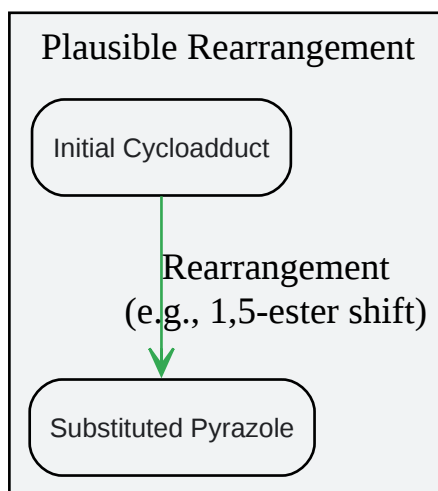 Plausible Rearrangement
Initial Cycloadduct
Rearrangement
(e.g., 1,5-ester shift)
Substituted Pyrazole